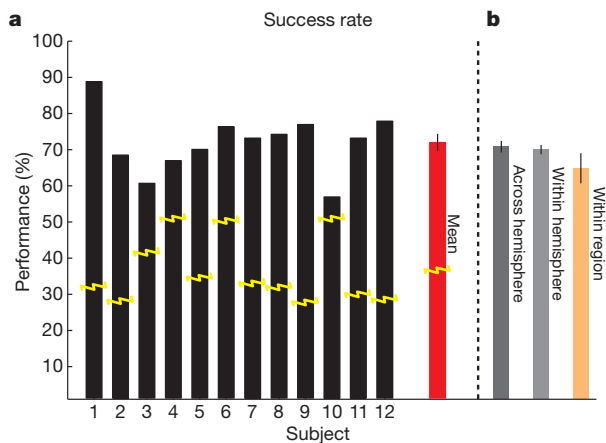 a
Success rate
b
Performance (%)
100
90
80
70
60
50
40
30
20
10
1 2 3 4 5 6 7 8 9 10 11 12
Subject
Mean
Across hemisphere
Within hemisphere
Within region